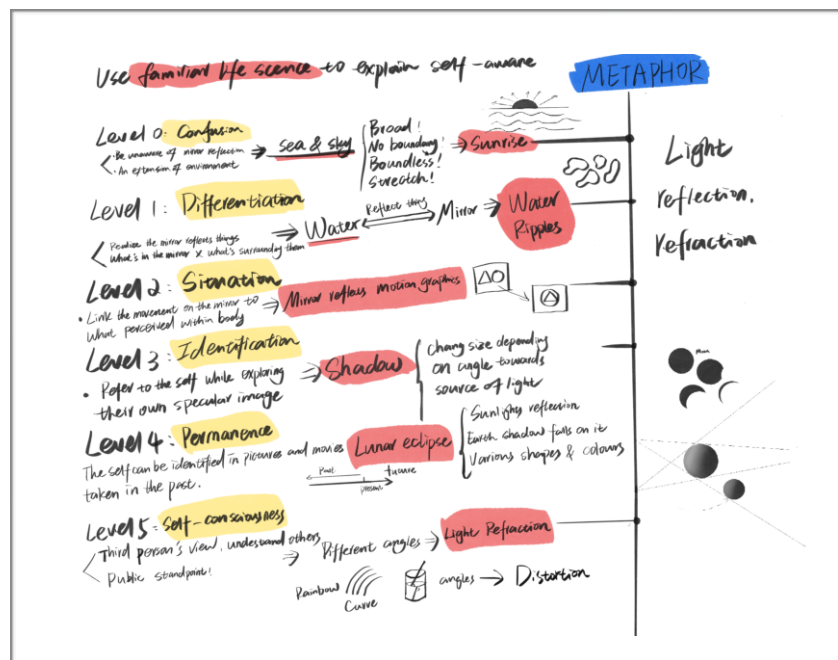 Use familiar life scence to explain self-aware
METAPHOR
Level 0: Confusion
Be unaware of mirror reflection
An extension of environment
sea & sky
Broad!
No boundary!
Boundless!
Stretch!
Sunrise
Light
reflection.
refraction
Level 1: Differentiation
Realize the mirror reflects things
What's in the mirror x what's surrounding them
Water
Reflect thing
Mirror
Water
Ripples
Level 2: Situation
Link the movement on the mirror to
what perceived within body
Mirror reflects motion graphics
Level 3: Identification
Refer to the self while exploring
their own specular image
Shadow
Chang size depending
on angle towards
source of light
Moon
Level 4: Permanence
The self can be identified in pictures and movies
taken in the past.
Lunar eclipse
Past
present
Sunlight reflection
Earth shadow falls on it
Various shapes & colours
Level 5: Self-consciousness
Third person's view, understand others
Public standpoint!
Different angles
Light Refraction
Rainbow
Curve
angles
Distortion